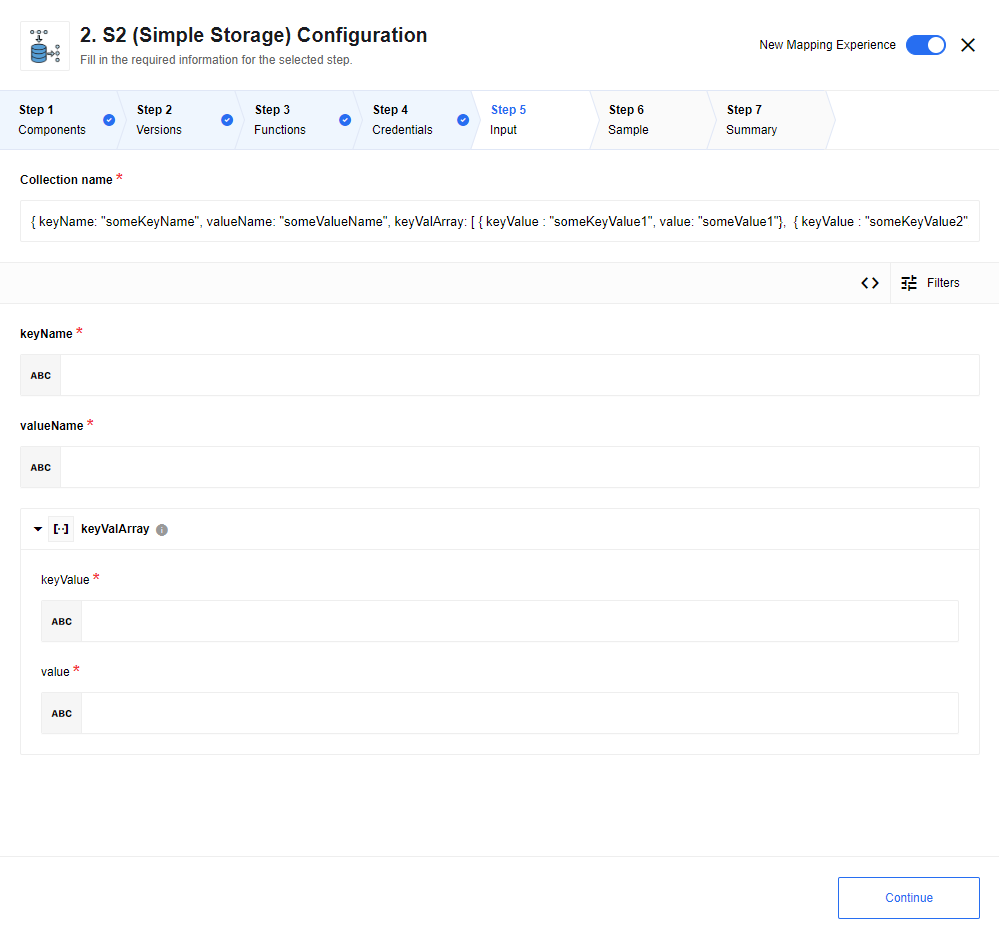 2. S2 (Simple Storage) Configuration
Fill in the required information for the selected step.
New Mapping Experience
Step 1
Components
Step 2
Versions
Step 3
Functions
Step 4
Credentials
Step 5
Input
Step 6
Sample
Step 7
Summary
Collection name *
{ keyName: "someKeyName", valueName: "someValueName", keyValArray: [ { keyValue : "someKeyValue1", value: "someValue1"},  { keyValue : "someKeyValue2"
Filters
keyName *
ABC
valueName *
ABC
keyValArray
keyValue *
ABC
value *
ABC
Continue